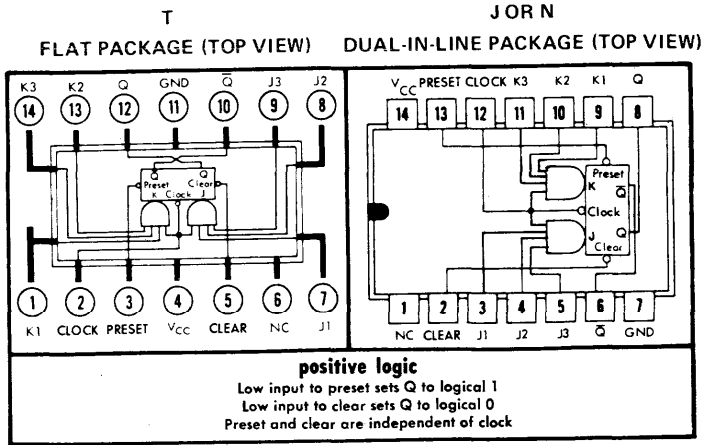 T
FLAT PACKAGE (TOP VIEW)
K3 K2 Q GND Q̅ J3 J2
14 13 12 11 10 9 8
Q Q
Preset Clear
K Clock J
1 2 3 4 5 6 7
K1 CLOCK PRESET VCC CLEAR NC J1
J OR N
DUAL-IN-LINE PACKAGE (TOP VIEW)
VCC PRESET CLOCK K3 K2 K1 Q
14 13 12 11 10 9 8
Preset
K Q̅
Clock
J Q
Clear
1 2 3 4 5 6 7
NC CLEAR J1 J2 J3 Q̅ GND
positive logic
Low input to preset sets Q to logical 1
Low input to clear sets Q to logical 0
Preset and clear are independent of clock